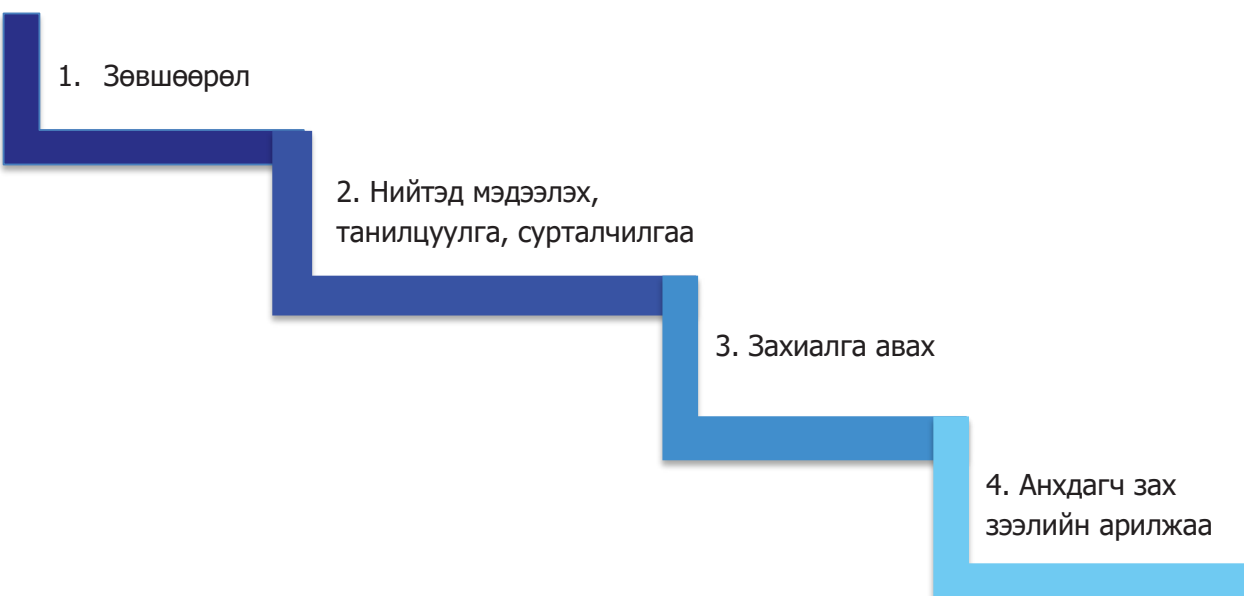 1. Зөвшөөрөл
2. Нийтэд мэдээлэх,
танилцуулга, сурталчилгаа
3. Захиалга авах
4. Анхдагч зах
зээлийн арилжаа